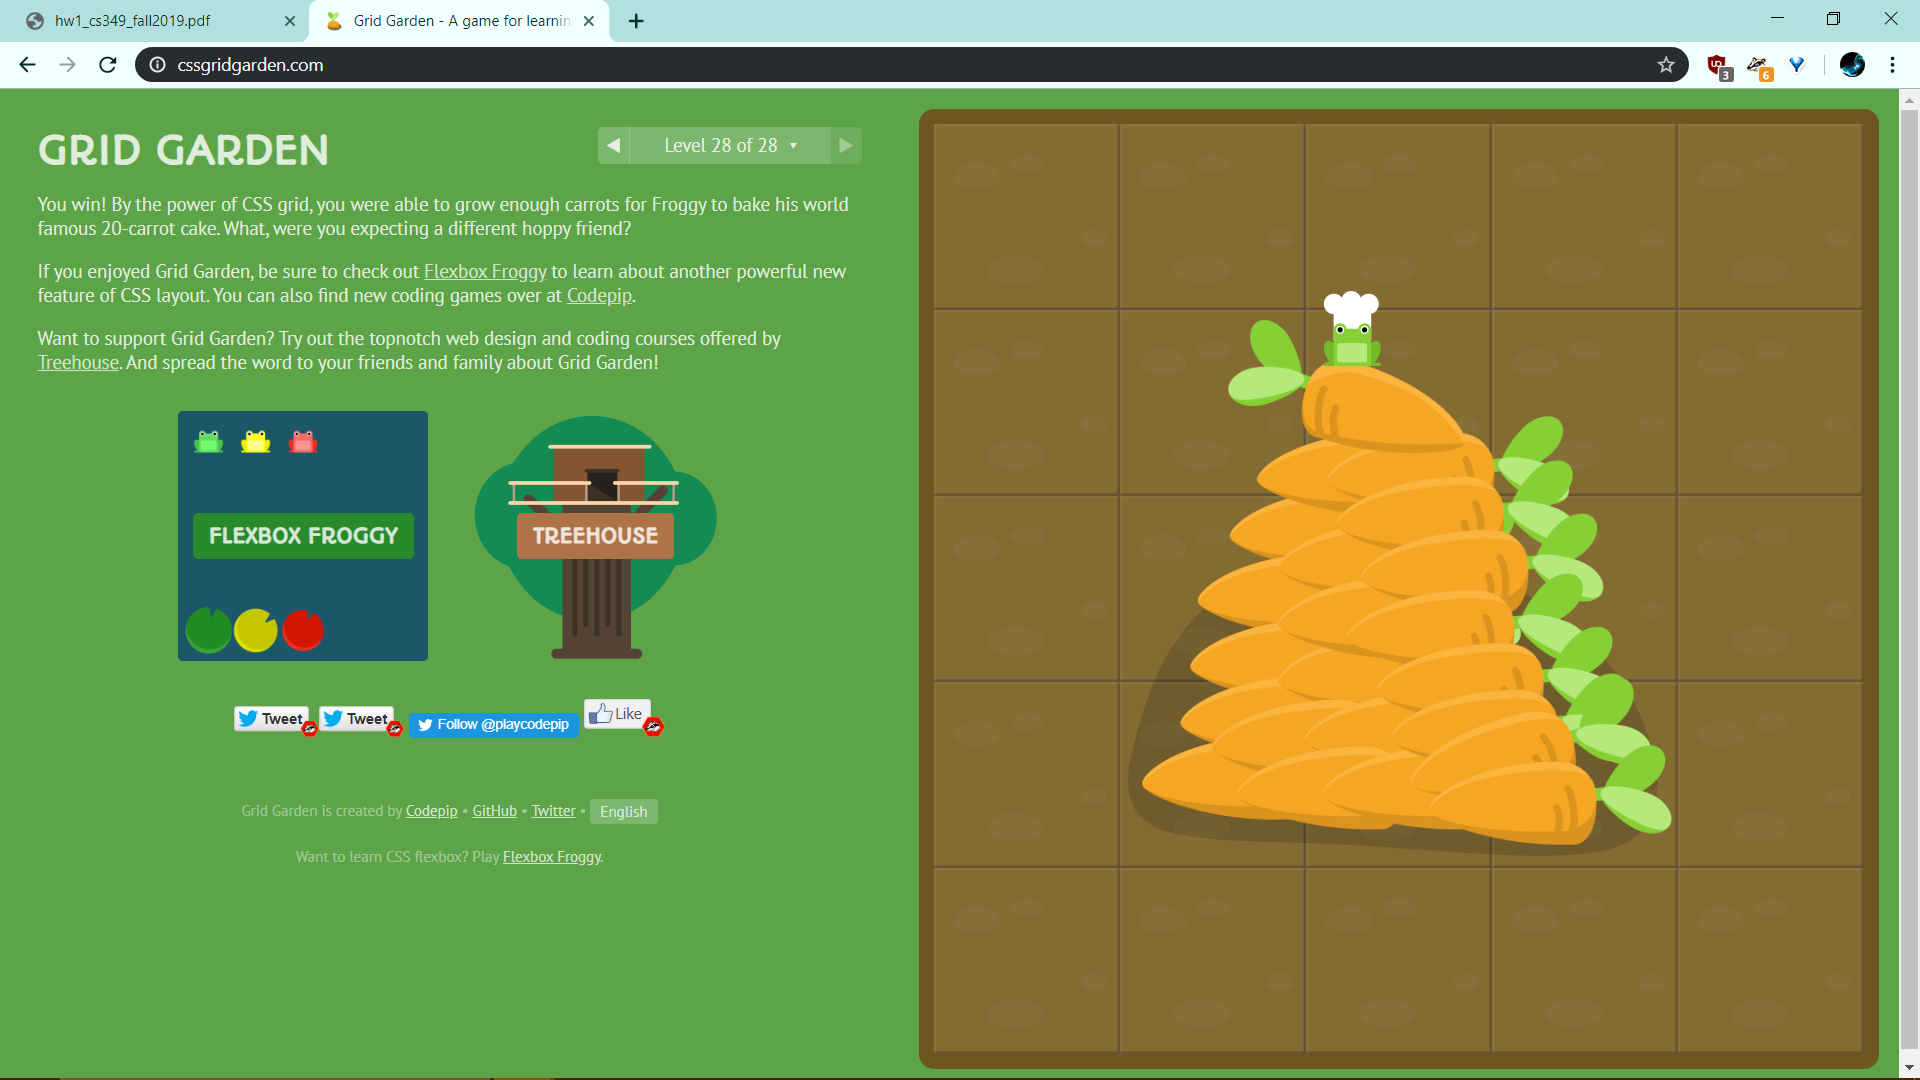 hw1_cs349_fall2019.pdf
Grid Garden - A game for learnin
cssgridgarden.com
3
6
GRID GARDEN
Level 28 of 28
You win! By the power of CSS grid, you were able to grow enough carrots for Froggy to bake his world
famous 20-carrot cake. What, were you expecting a different hoppy friend?
If you enjoyed Grid Garden, be sure to check out Flexbox Froggy to learn about another powerful new
feature of CSS layout. You can also find new coding games over at Codepip.
Want to support Grid Garden? Try out the topnotch web design and coding courses offered by
Treehouse. And spread the word to your friends and family about Grid Garden!
FLEXBOX FROGGY
TREEHOUSE
Tweet
Tweet
Follow @playcodepip
Like
Grid Garden is created by Codepip • GitHub • Twitter • English
Want to learn CSS flexbox? Play Flexbox Froggy.